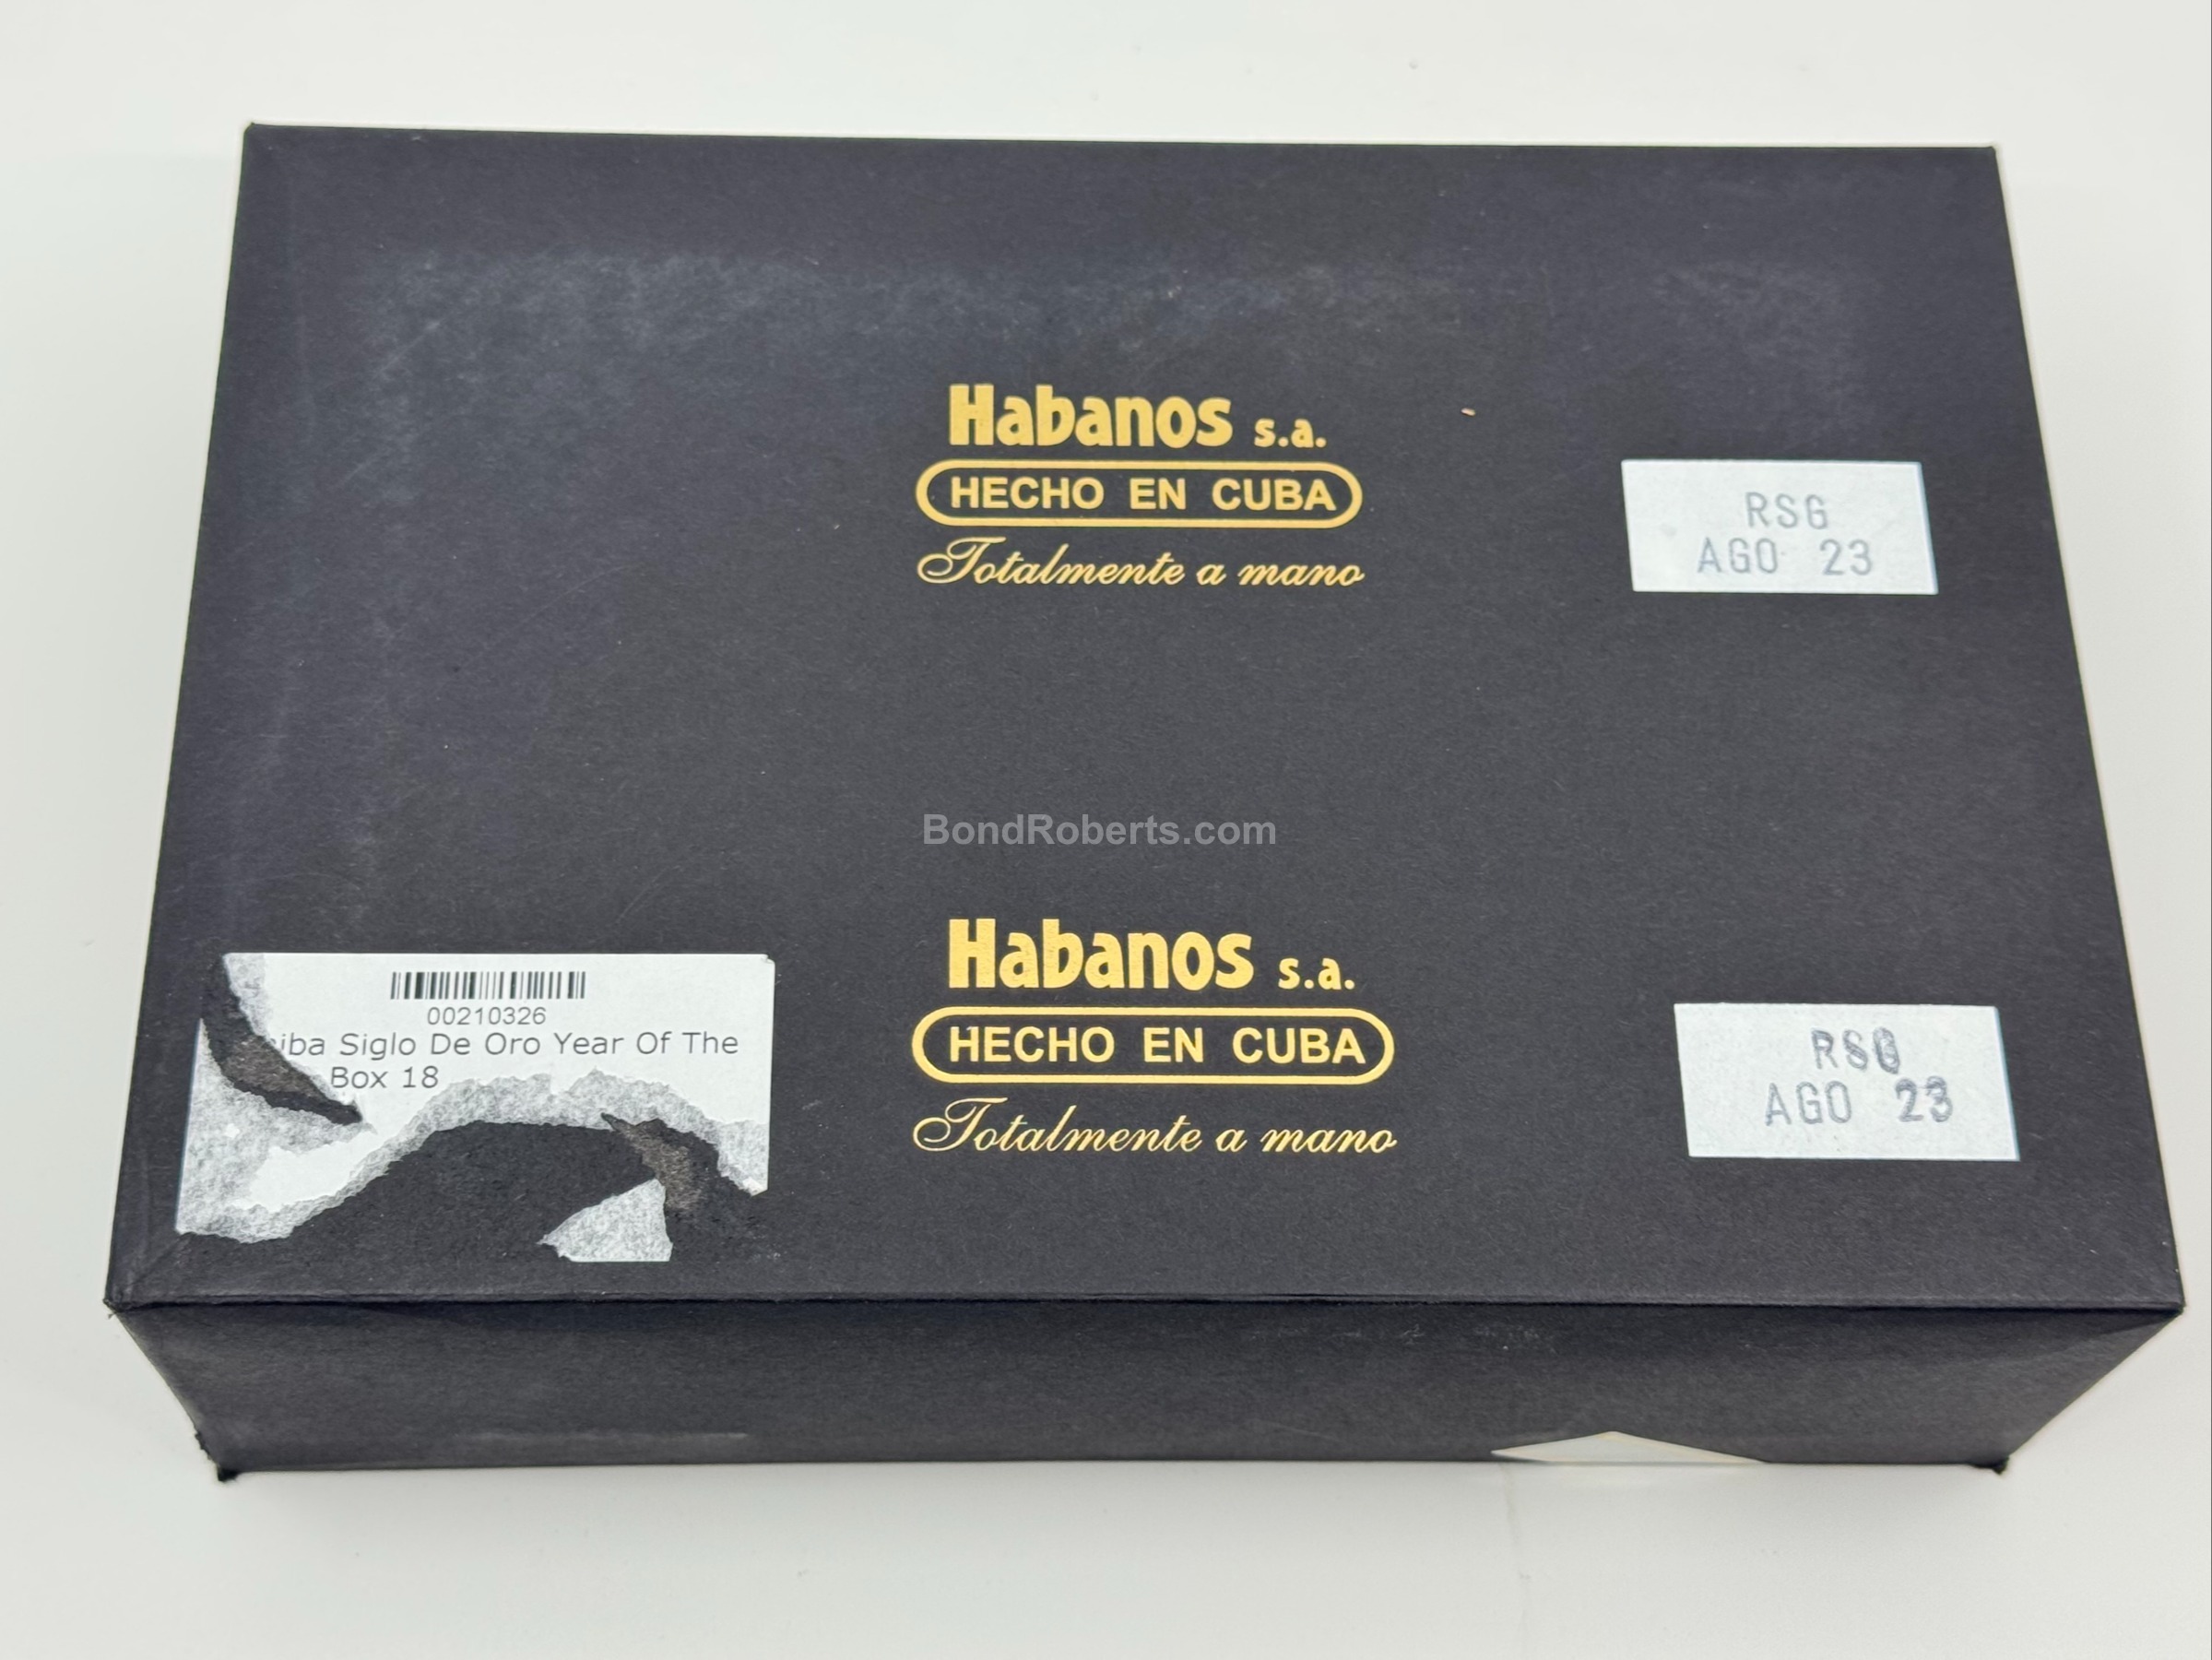 Habanos s.a.
HECHO EN CUBA
Totalmente a mano
RSG
AGO 23
BondRoberts.com
Habanos s.a.
HECHO EN CUBA
Totalmente a mano
RSG
AGO 23
00210326
Siglo De Oro Year Of The
Box 18